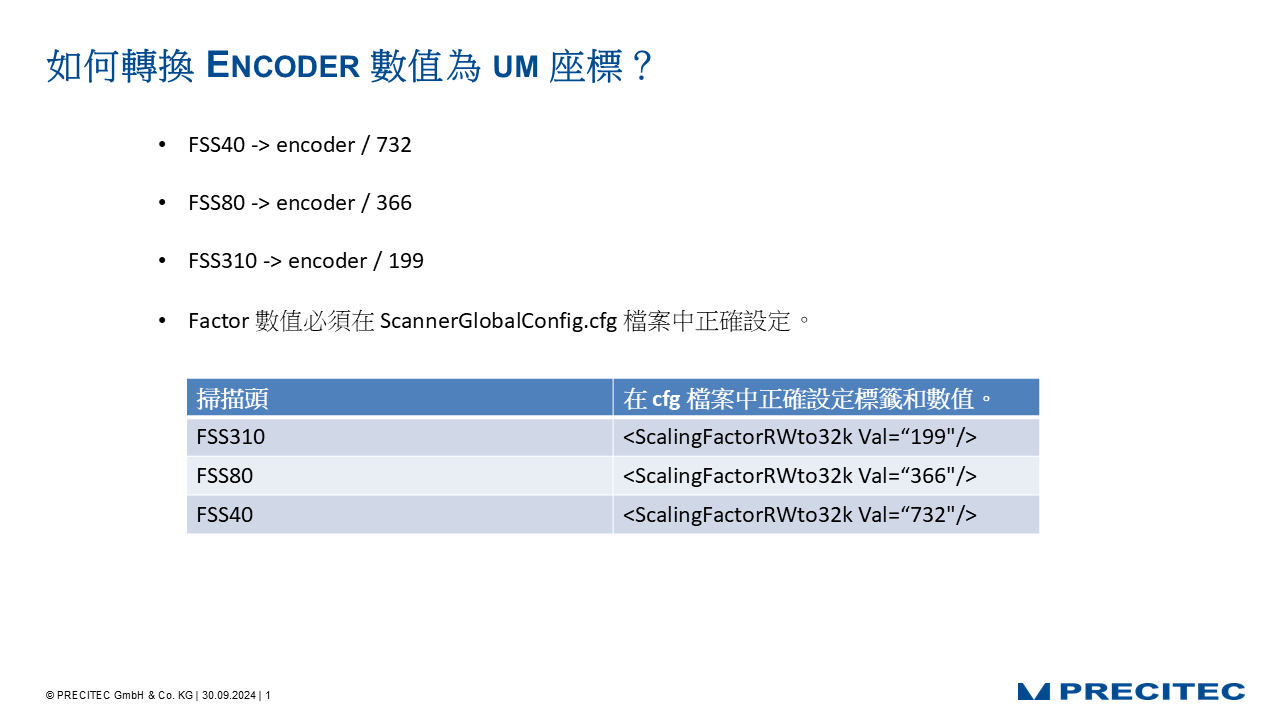 如何轉換 ENCODER 數值為 UM 座標？
• FSS40 -> encoder / 732
• FSS80 -> encoder / 366
• FSS310 -> encoder / 199
• Factor 數值必須在 ScannerGlobalConfig.cfg 檔案中正確設定。
掃描頭 在 cfg 檔案中正確設定標籤和數值。
FSS310 <ScalingFactorRWto32k Val=“199"/>
FSS80 <ScalingFactorRWto32k Val=“366"/>
FSS40 <ScalingFactorRWto32k Val=“732"/>
© PRECITEC GmbH & Co. KG | 30.09.2024 | 1
PRECITEC